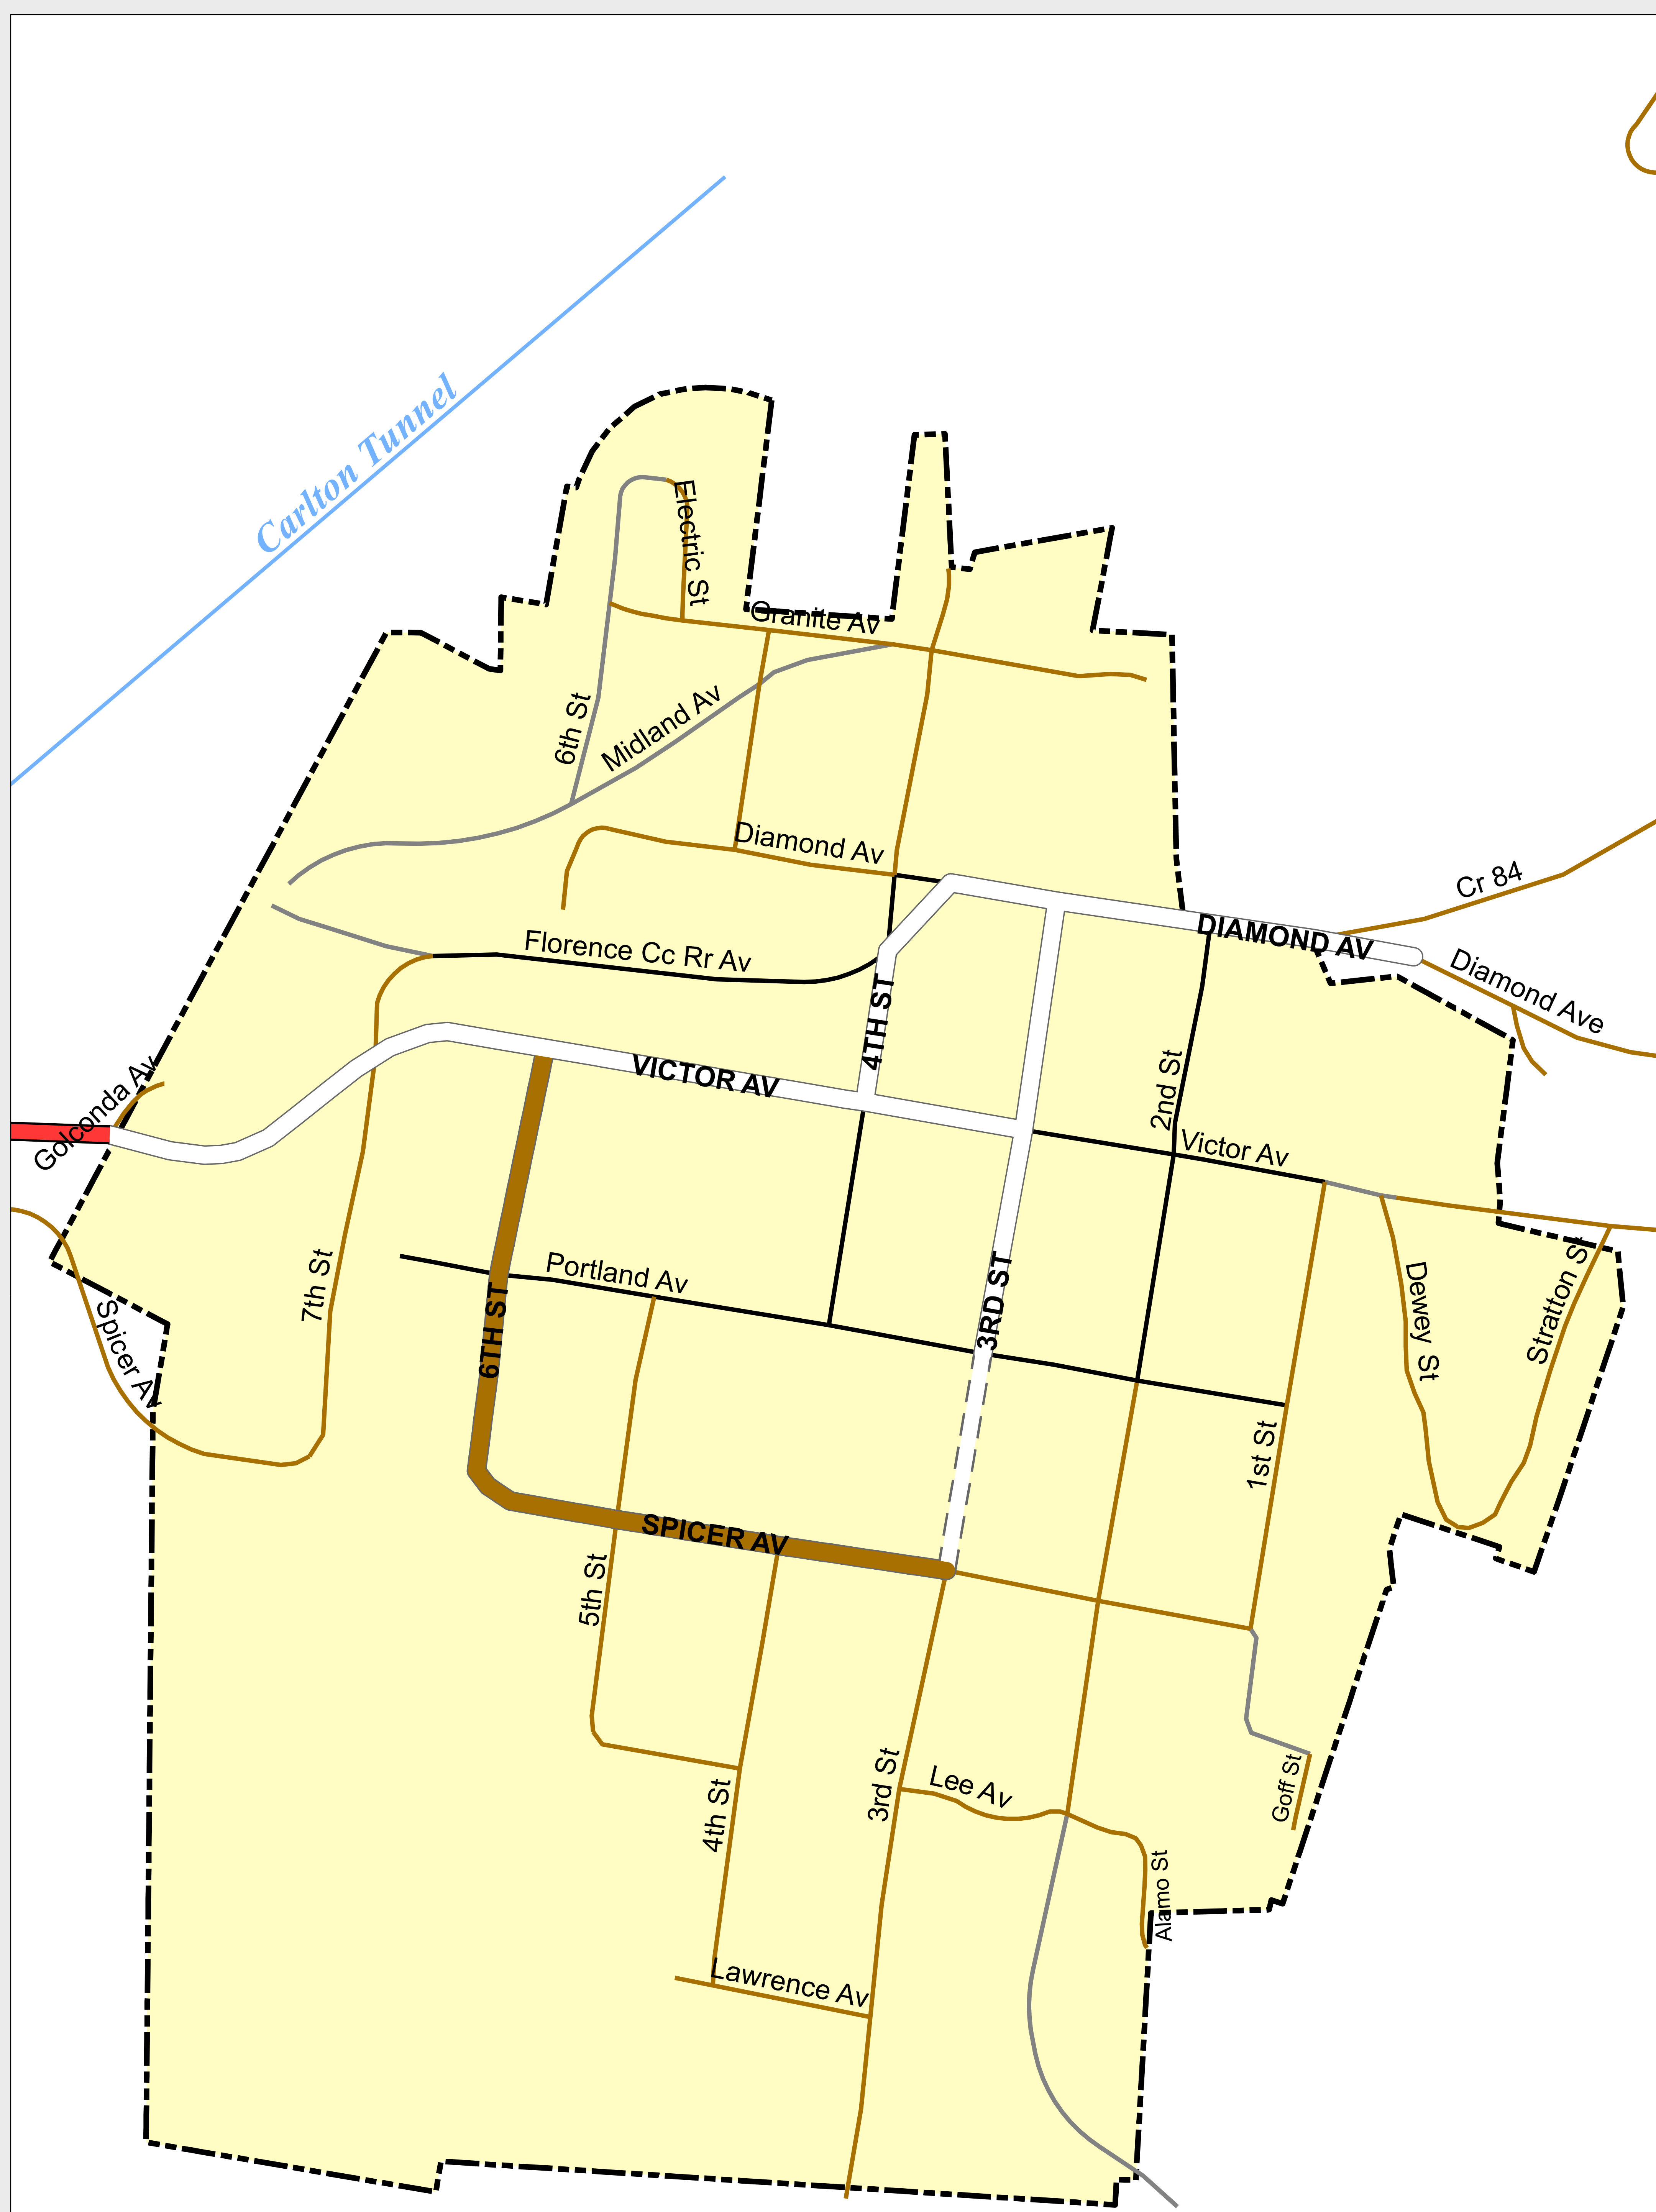 Carlton Tunnel
Electric St
Granite Av
6th St
Midland Av
Diamond Av
Cr 84
DIAMOND AV
Florence Cc Rr Av
Diamond Ave
4TH ST
Golconda Av
VICTOR AV
2nd St
Victor Av
7th St
Portland Av
6TH ST
3RD ST
Dewey St
Stratton St
Spicer Av
1st St
SPICER AV
5th St
3rd St
Lee Av
Goff St
4th St
Alamo St
Lawrence Av